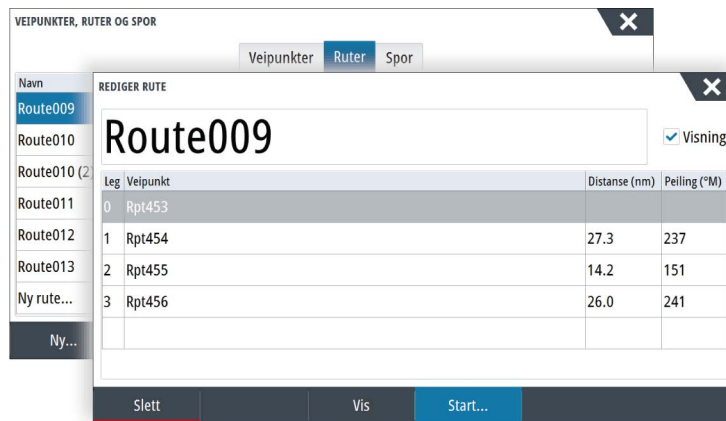 VEIPUNKTER, RUTER OG SPOR
Veipunkter Ruter Spor
Navn
Route009
Route010
Route010 (2
Route011
Route012
Route013
Ny rute...
Ny...
REDIGER RUTE
Route009
Visning
Leg Veipunkt Distanse (nm) Peiling (°M)
0 Rpt453
1 Rpt454 27.3 237
2 Rpt455 14.2 151
3 Rpt456 26.0 241
Slett Vis Start...